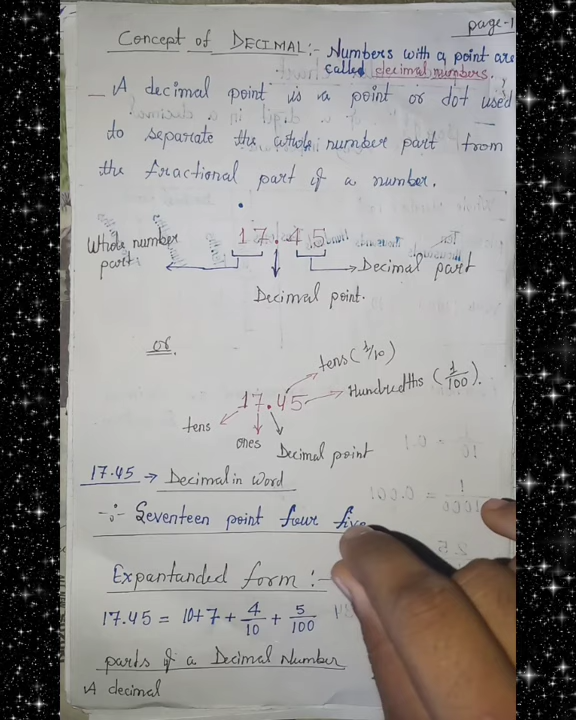 page-1
Concept of DECIMAL:- Numbers with a point are
called decimal numbers.
A decimal point is a point or dot used
to separate the whole number part from
the fractional part of a number.
17.45
Whole number
part
Decimal part
Decimal point.
or.
tens (1/10)
17.45
Hundredths (1/100).
tens
ones
Decimal point
17.45 → Decimal in Word
-:- Seventeen point four five
Expantanded form :-
17.45 = 10+7 + 4/10 + 5/100
parts of a Decimal Number
A decimal